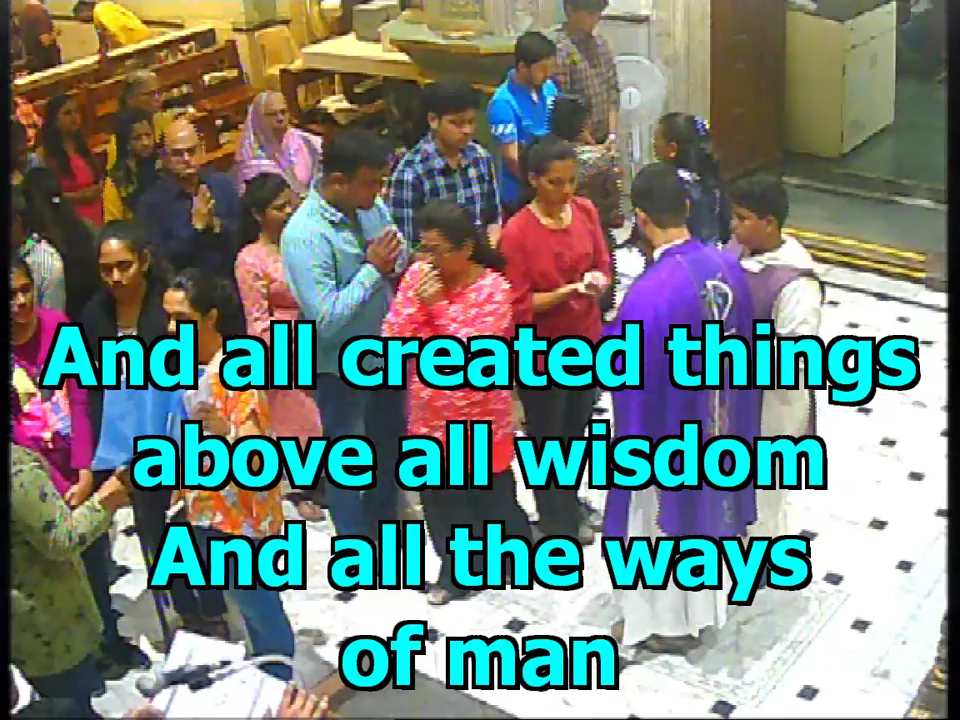 And all created things
above all wisdom
And all the ways
of man